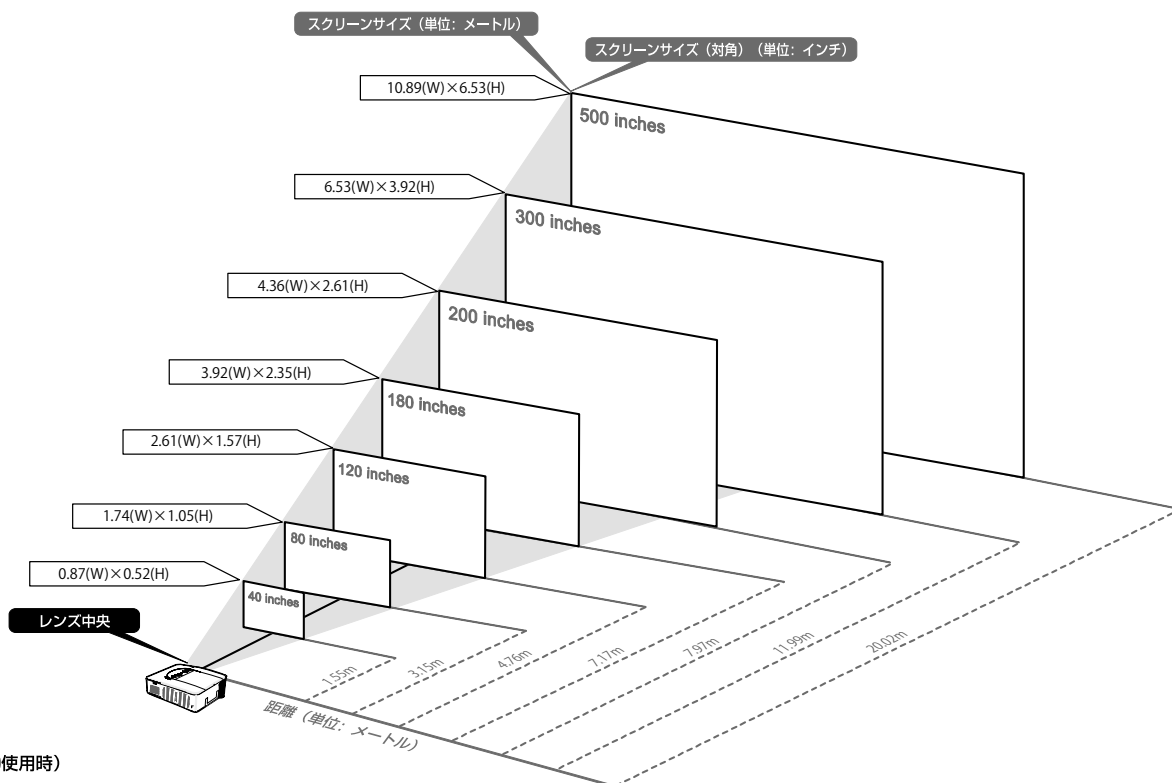 スクリーンサイズ（単位：メートル）
スクリーンサイズ（対角）（単位：インチ）
10.89(W)×6.53(H)
500 inches
6.53(W)×3.92(H)
300 inches
4.36(W)×2.61(H)
200 inches
3.92(W)×2.35(H)
180 inches
2.61(W)×1.57(H)
120 inches
1.74(W)×1.05(H)
80 inches
0.87(W)×0.52(H)
40 inches
レンズ中央
1.55m
3.15m
4.76m
7.17m
7.97m
11.99m
20.02m
距離（単位：メートル）
使用時）